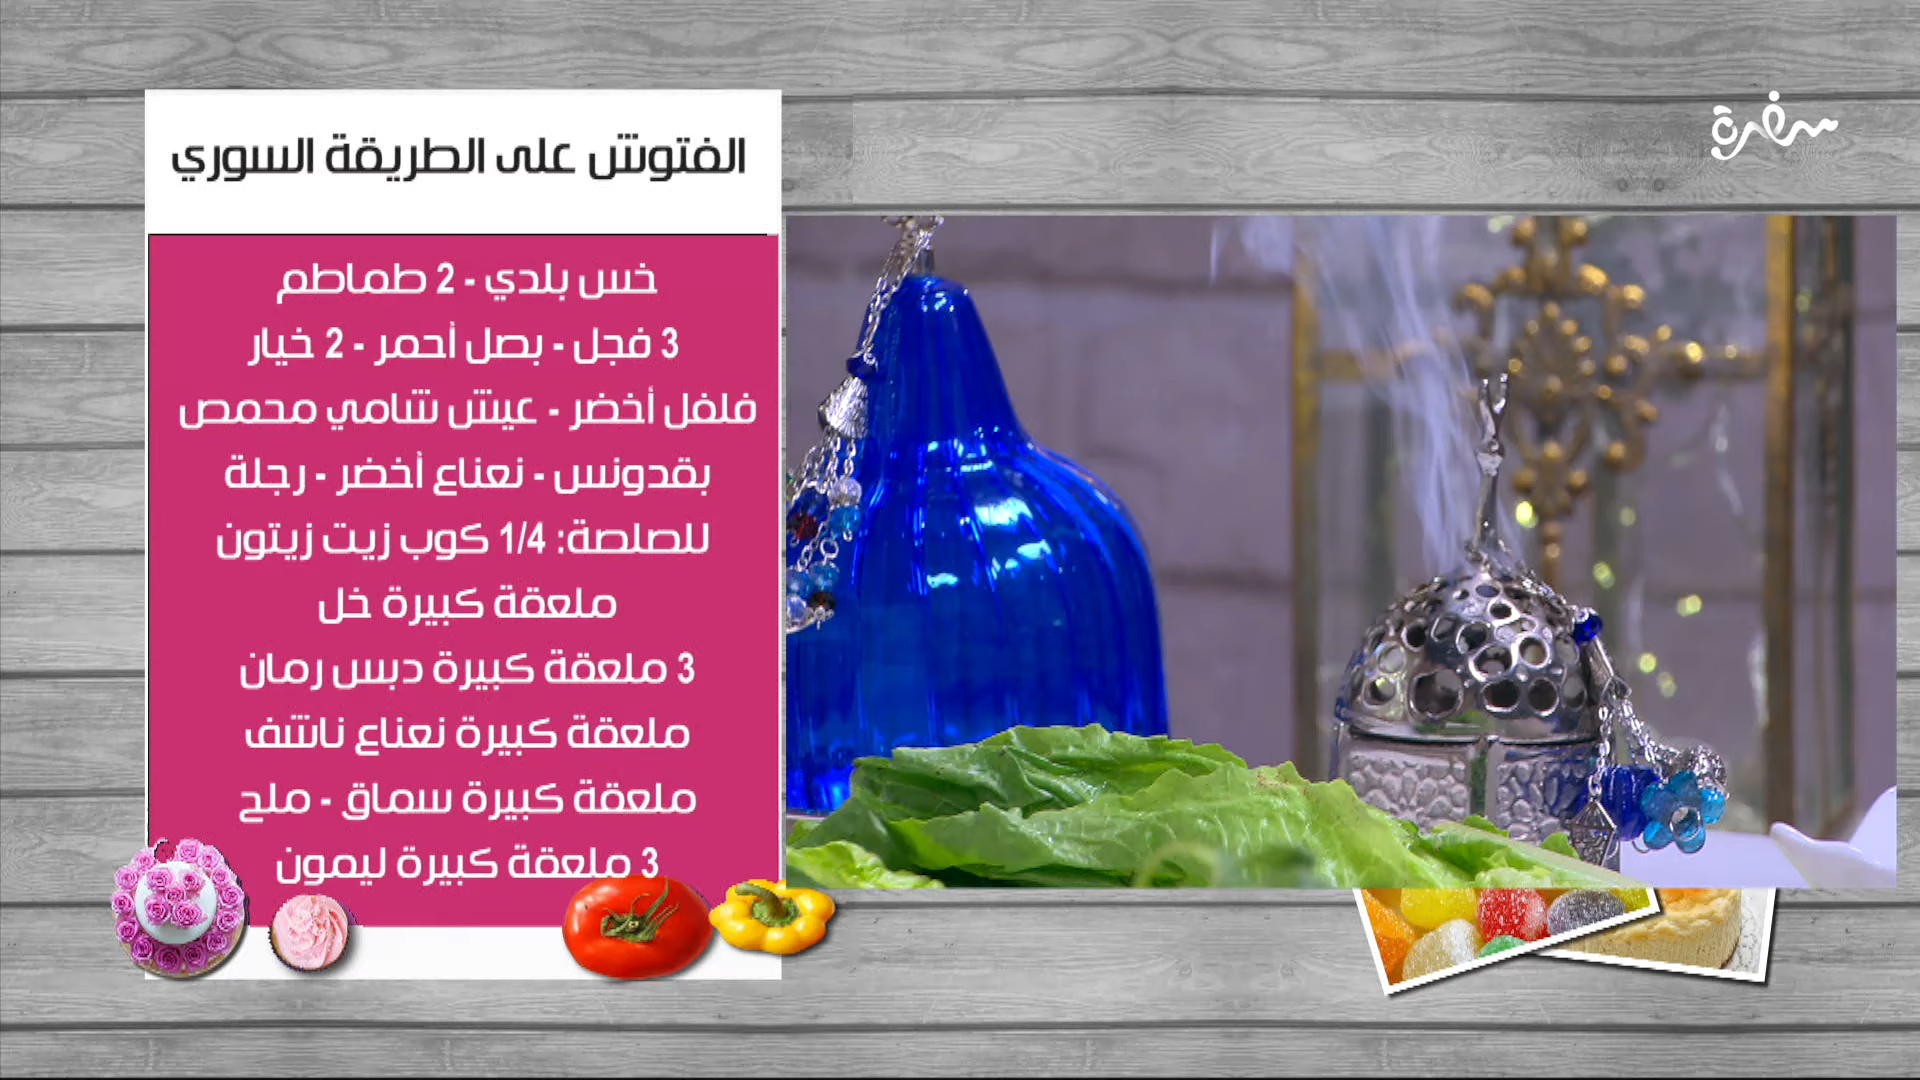 سفرة
الفتوش على الطريقة السوري
خس بلدي - 2 طماطم
3 فجل - بصل أحمر - 2 خيار
فلفل أخضر - عيش شامي محمص
بقدونس - نعناع أخضر - رجلة
للصلصة: 1/4 كوب زيت زيتون
ملعقة كبيرة خل
3 ملعقة كبيرة دبس رمان
ملعقة كبيرة نعناع ناشف
ملعقة كبيرة سماق - ملح
3 ملعقة كبيرة ليمون